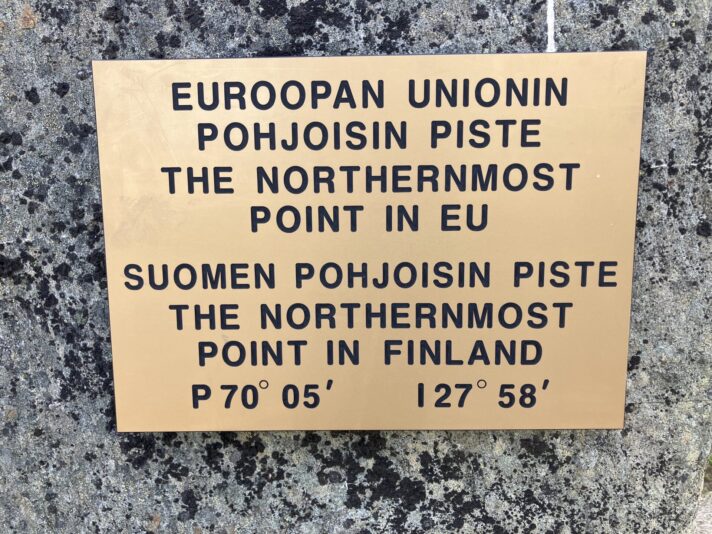 EUROOPAN UNIONIN
POHJOISIN PISTE
THE NORTHERNMOST
POINT IN EU
SUOMEN POHJOISIN PISTE
THE NORTHERNMOST
POINT IN FINLAND
P 70° 05′ I 27° 58′